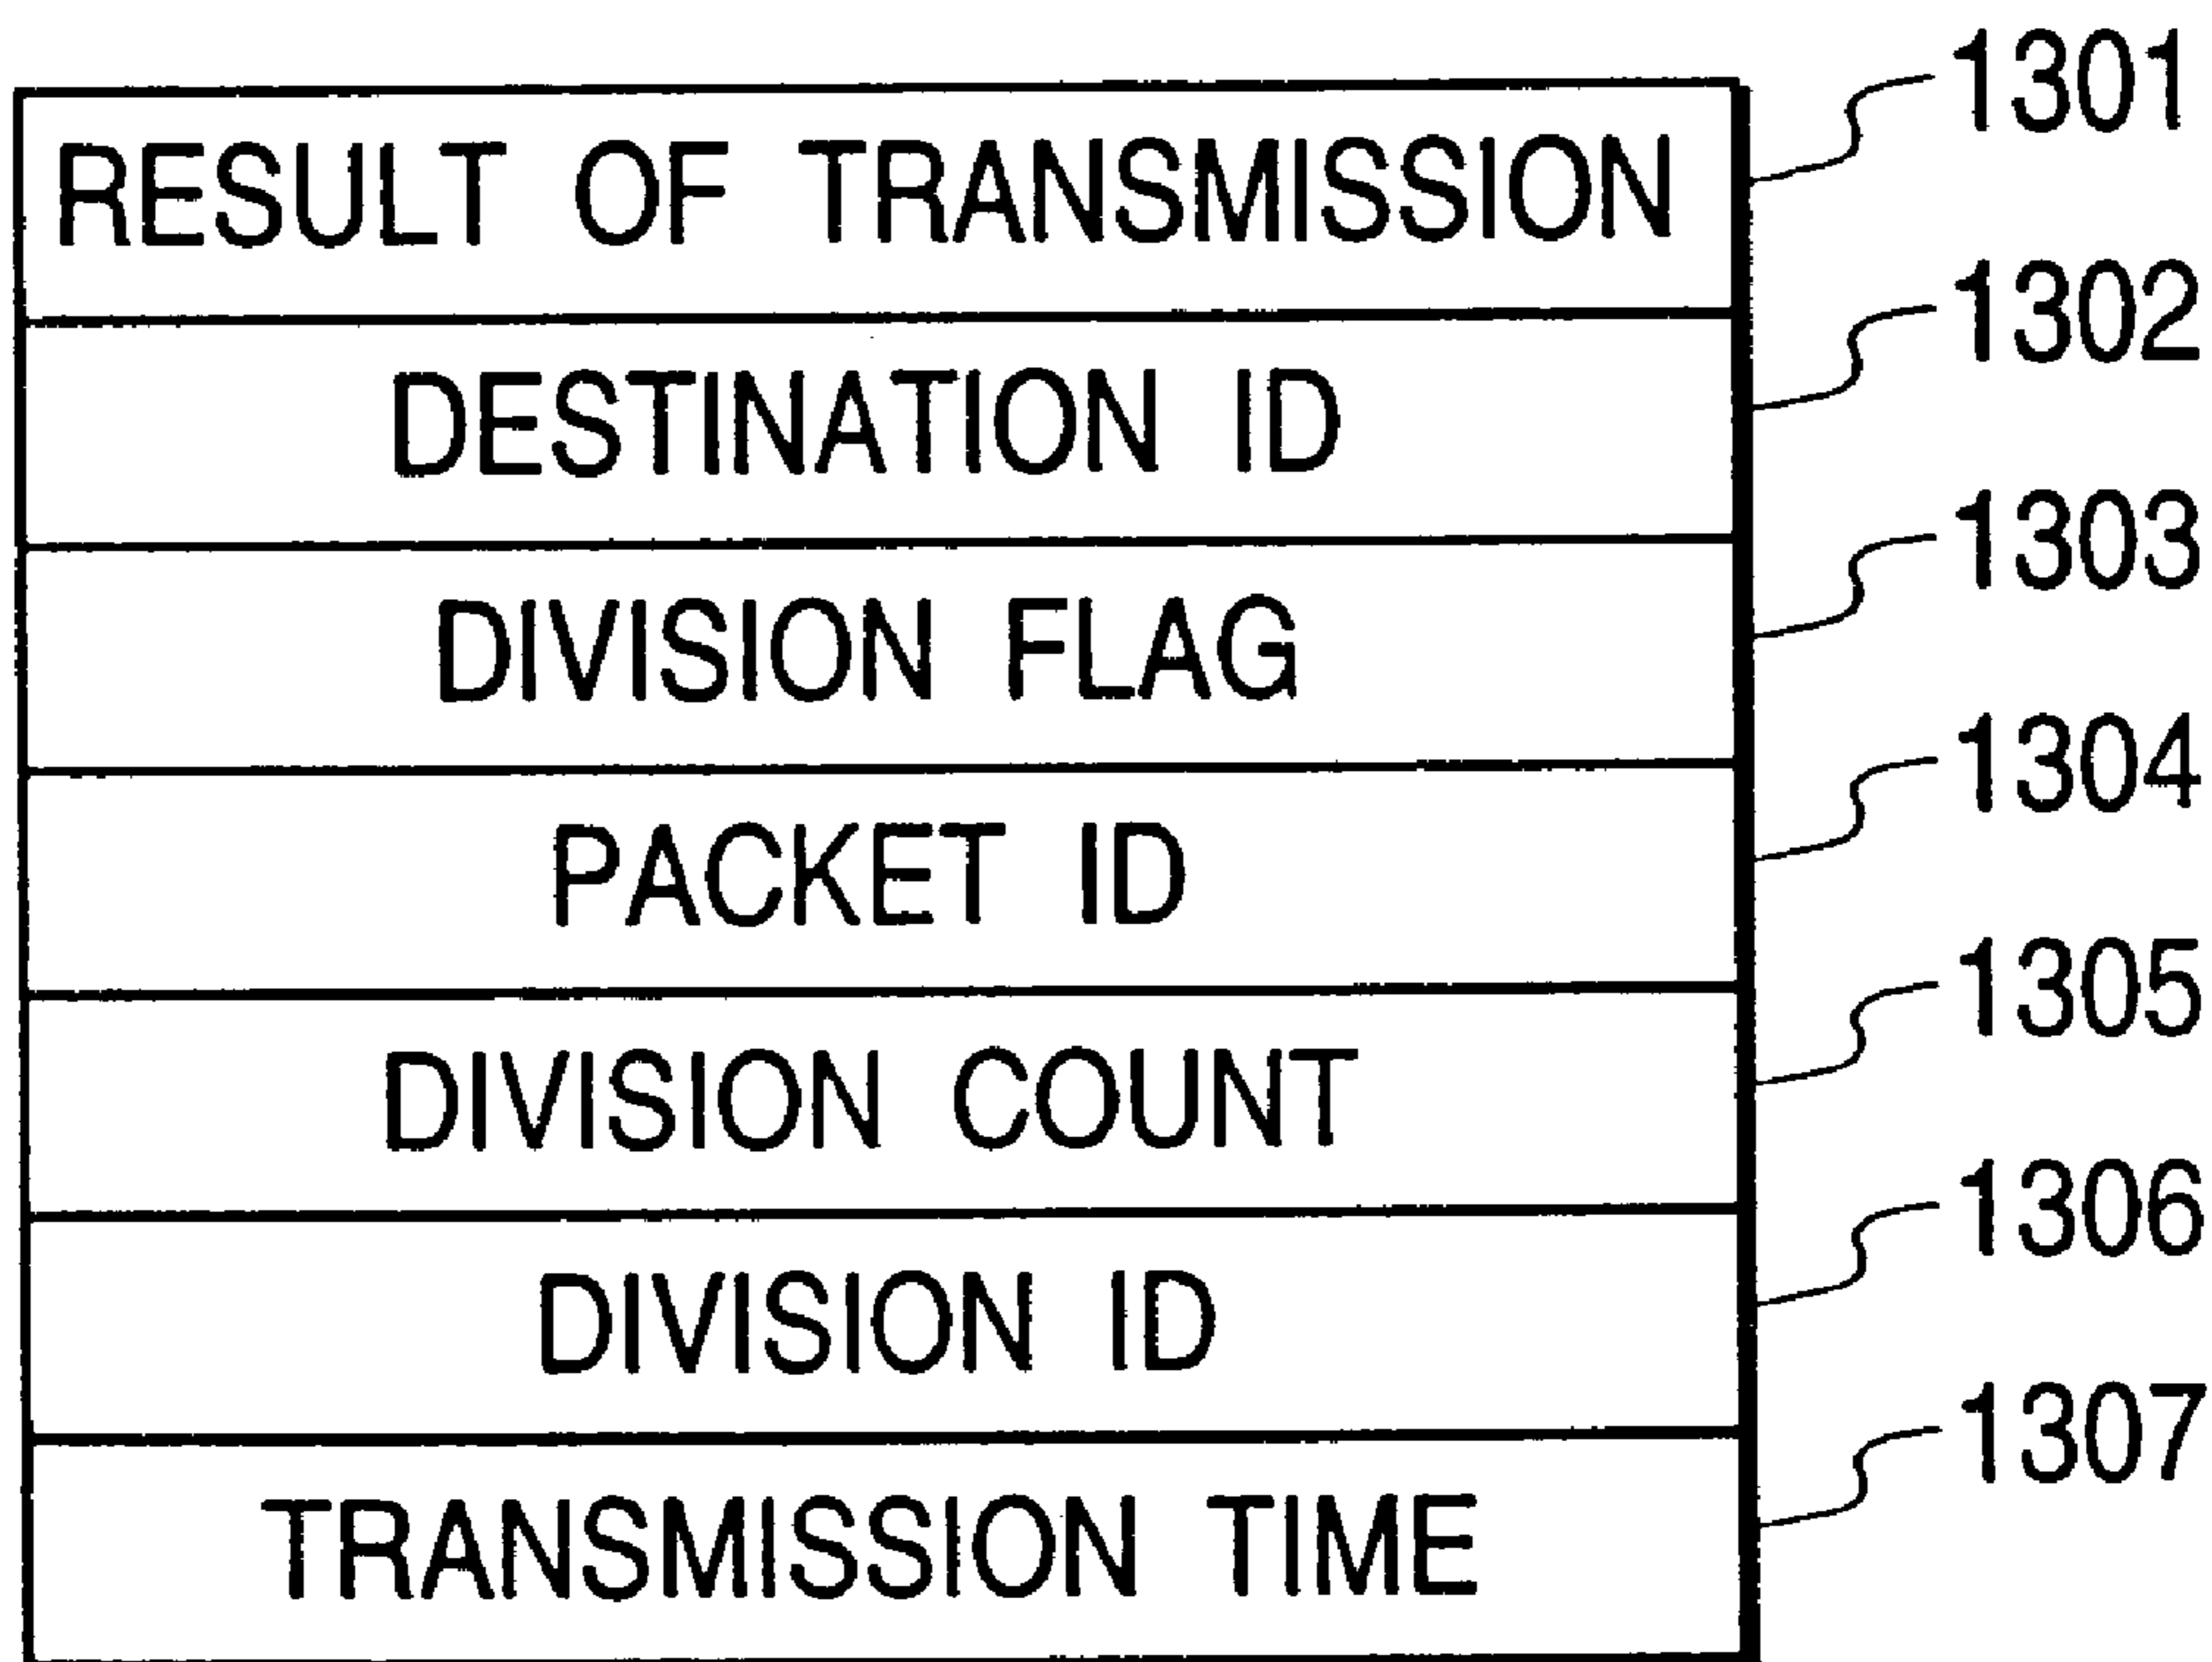 RESULT OF TRANSMISSION 1301
DESTINATION ID 1302
DIVISION FLAG 1303
PACKET ID 1304
DIVISION COUNT 1305
DIVISION ID 1306
TRANSMISSION TIME 1307